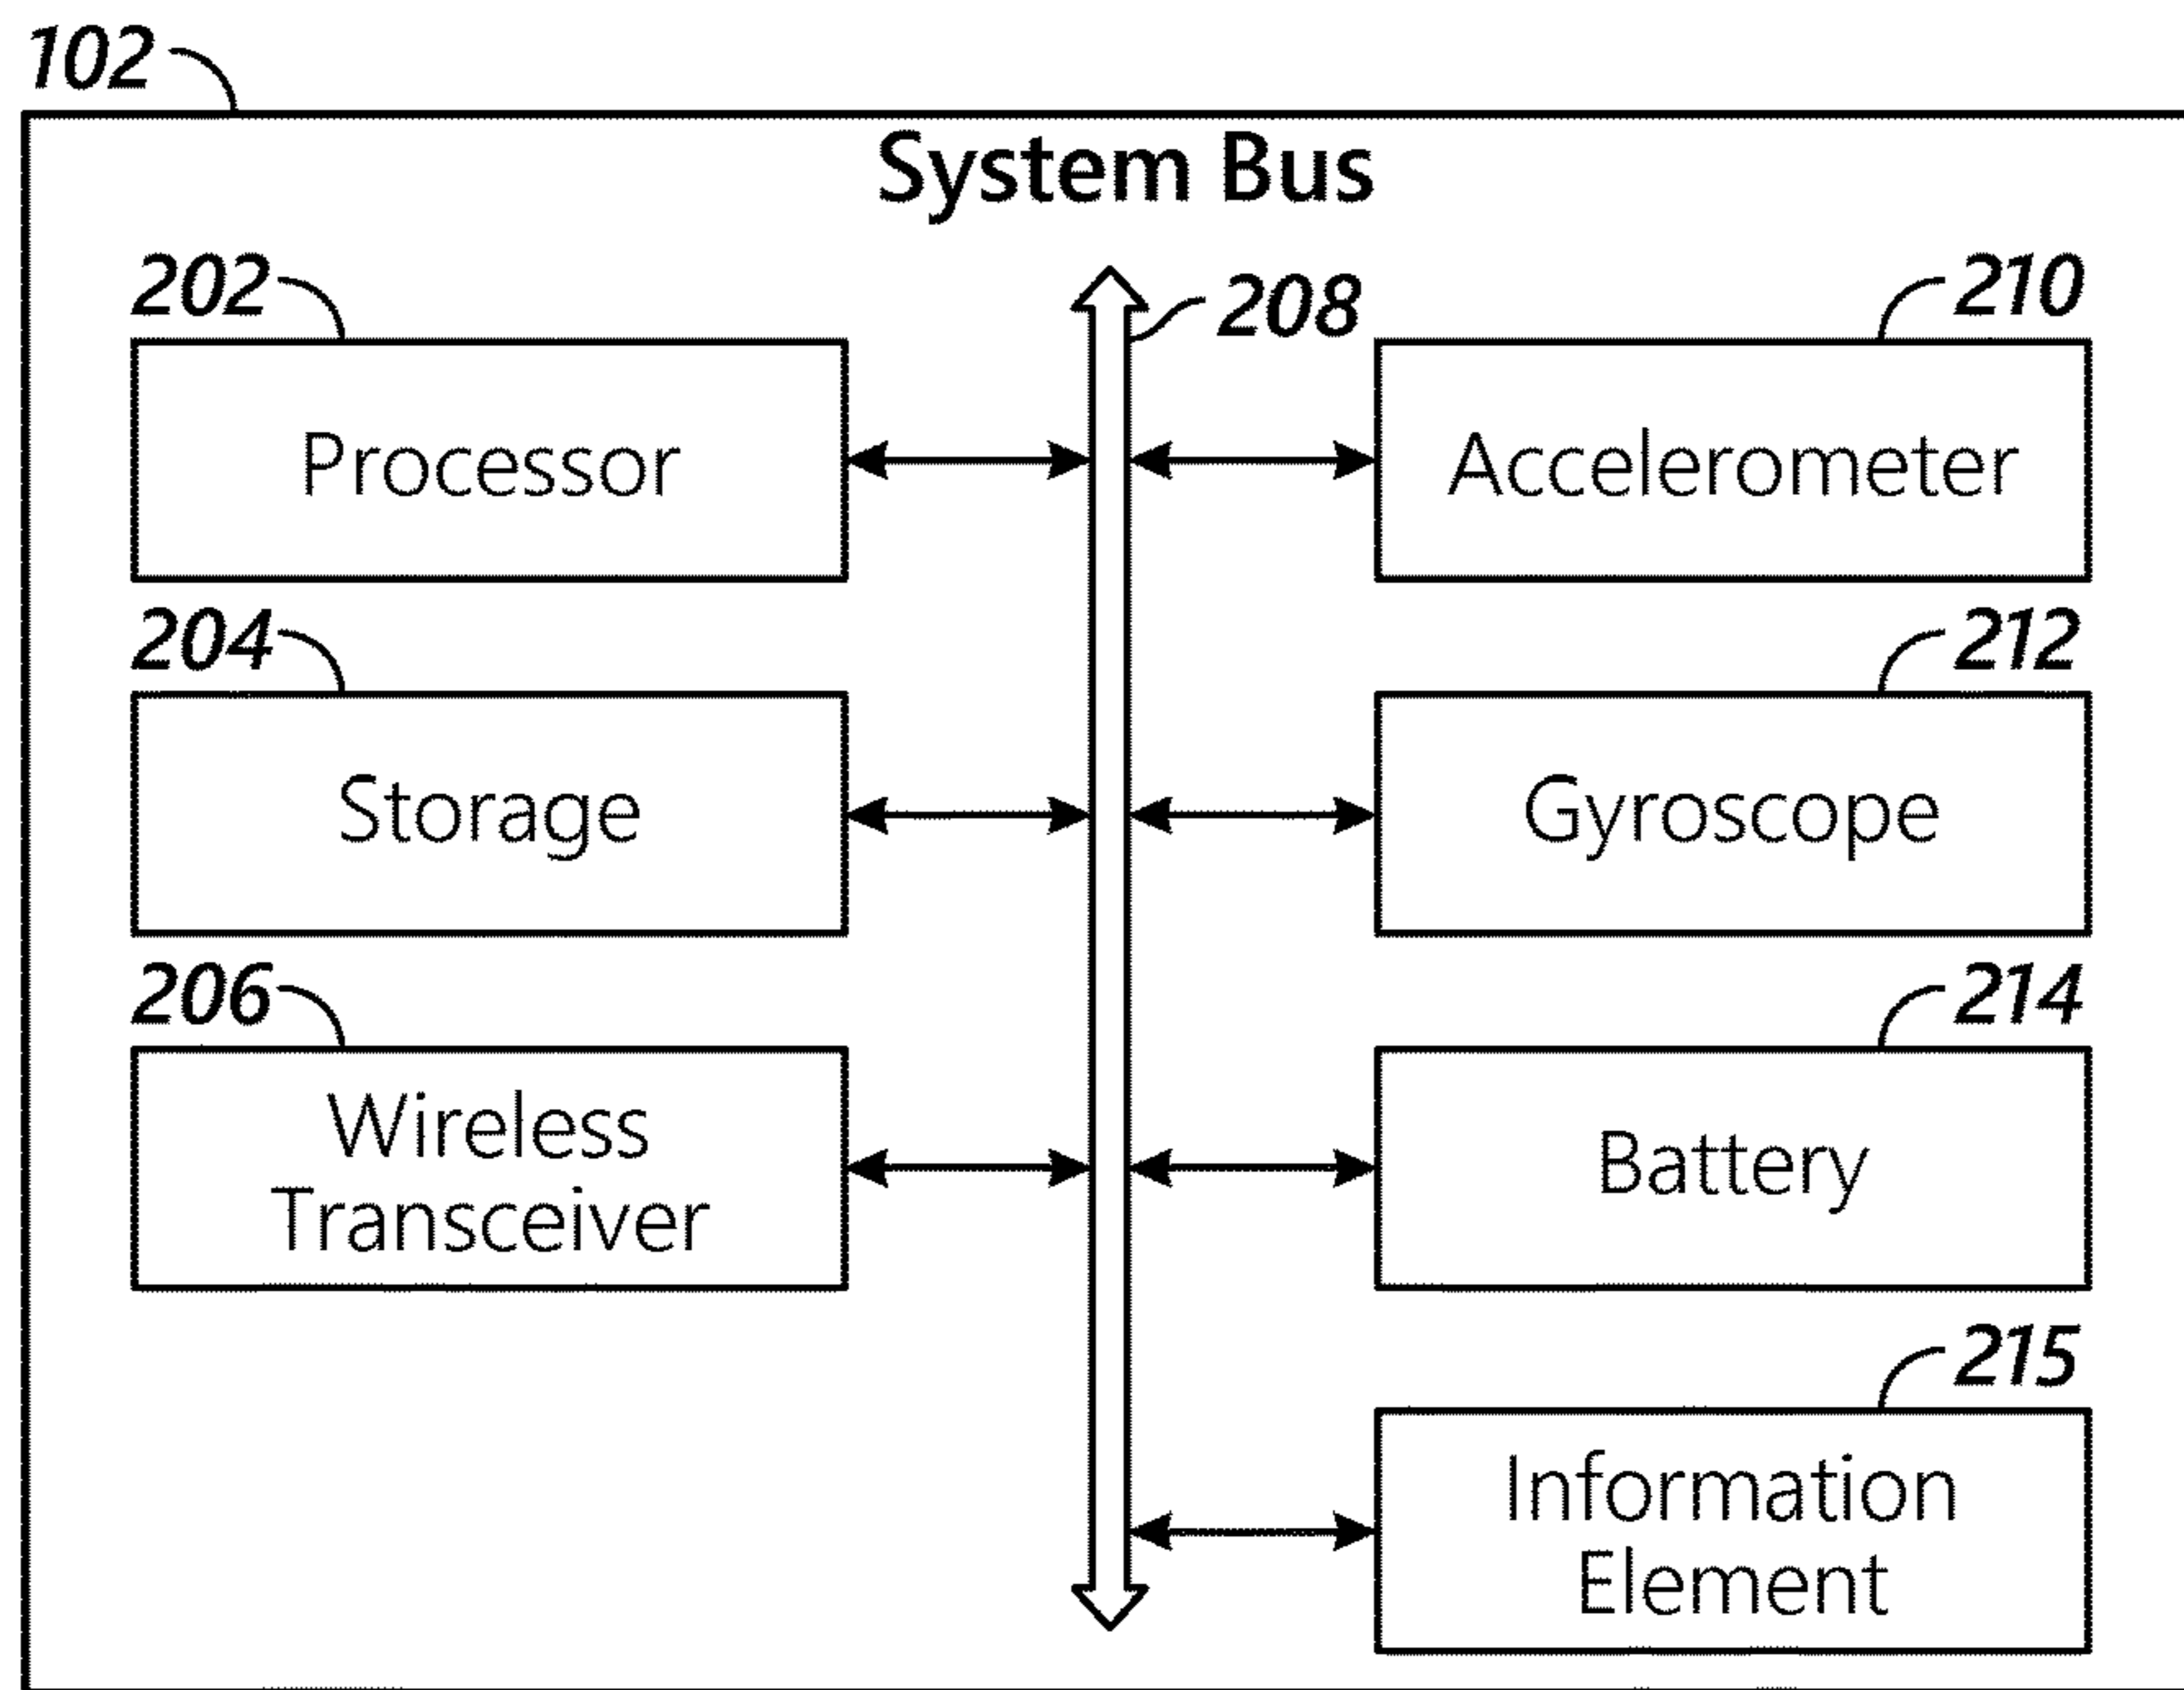 102
System Bus
202
208
210
Processor
Accelerometer
204
212
Storage
Gyroscope
206
214
Wireless
Transceiver
Battery
215
Information
Element